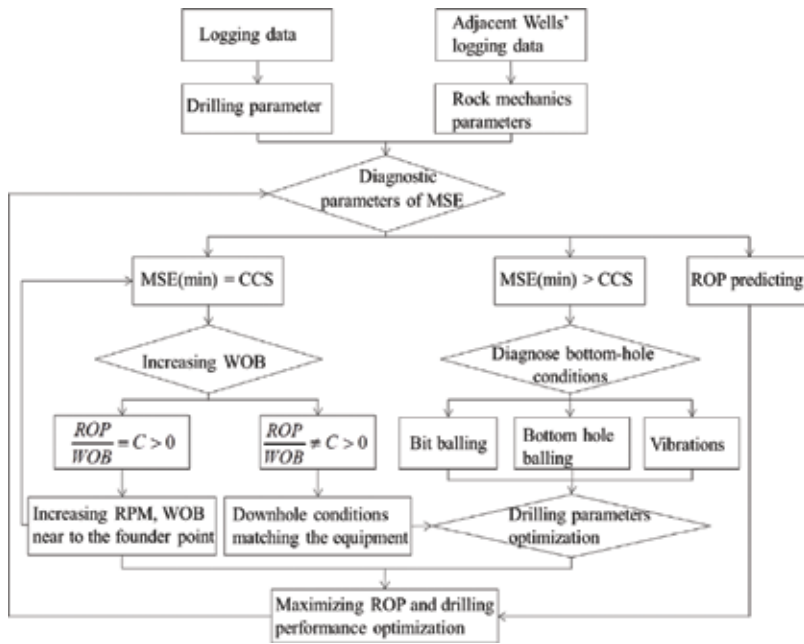 Logging data
Adjacent Wells'
logging data
Drilling parameter
Rock mechanics
parameters
Diagnostic
parameters of MSE
MSE(min) = CCS
MSE(min) > CCS
ROP predicting
Increasing WOB
Diagnose bottom-hole
conditions
ROP
WOB
= C > 0
ROP
WOB
≠ C > 0
Bit balling
Bottom hole
balling
Vibrations
Increasing RPM, WOB
near to the founder point
Downhole conditions
matching the equipment
Drilling parameters
optimization
Maximizing ROP and drilling
performance optimization